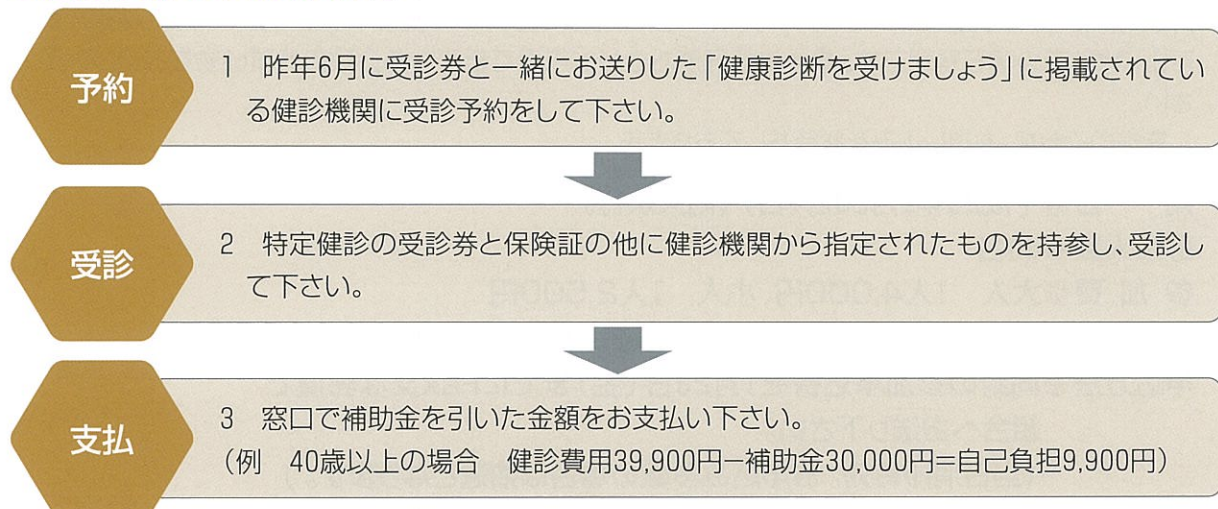 予約
1 昨年6月に受診券と一緒にお送りした「健康診断を受けましょう」に掲載されてい
る健診機関に受診予約をして下さい。
受診
2 特定健診の受診券と保険証の他に健診機関から指定されたものを持参し、受診し
て下さい。
支払
3 窓口で補助金を引いた金額をお支払い下さい。
(例 40歳以上の場合 健診費用39,900円−補助金30,000円=自己負担9,900円)